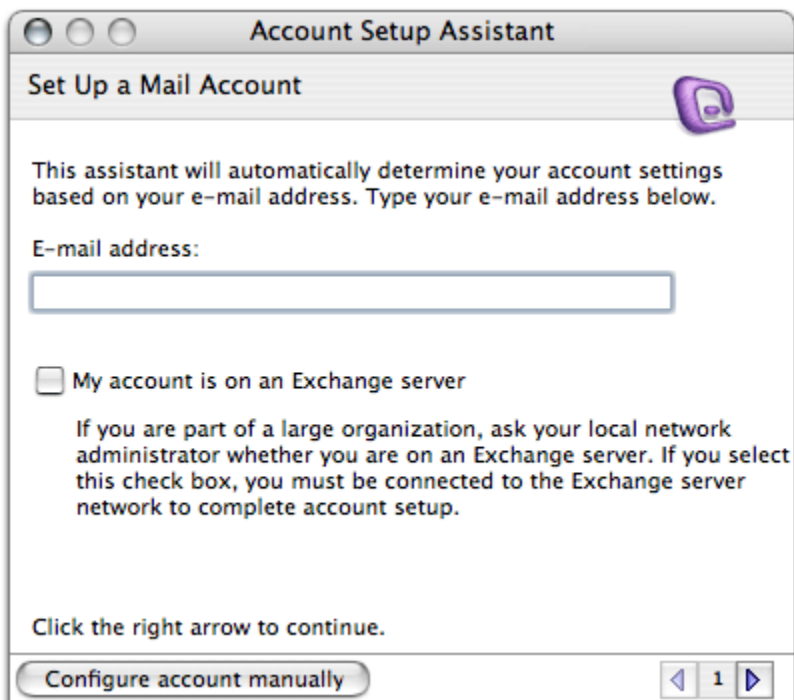 Account Setup Assistant
Set Up a Mail Account
This assistant will automatically determine your account settings
based on your e-mail address. Type your e-mail address below.
E-mail address:
My account is on an Exchange server
If you are part of a large organization, ask your local network
administrator whether you are on an Exchange server. If you select
this check box, you must be connected to the Exchange server
network to complete account setup.
Click the right arrow to continue.
Configure account manually
1